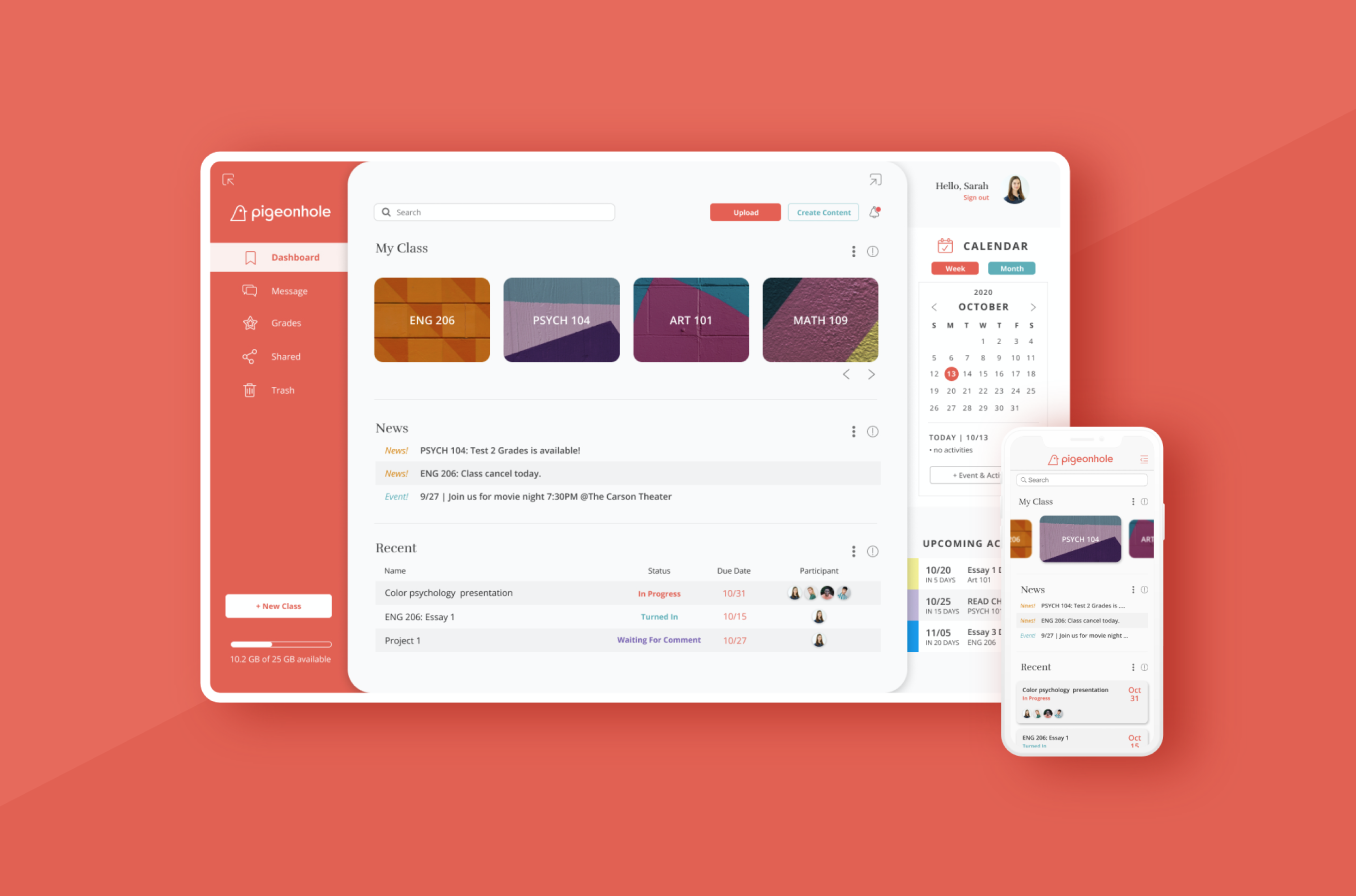 pigeonhole
Dashboard
Message
Grades
Shared
Trash
+ New Class
10.2 GB of 25 GB available
Search
Upload
Create Content
My Class
ENG 206
PSYCH 104
ART 101
MATH 109
News
News! PSYCH 104: Test 2 Grades is available!
News! ENG 206: Class cancel today.
Event! 9/27 | Join us for movie night 7:30PM @The Carson Theater
Recent
Name Status Due Date Participant
Color psychology presentation In Progress 10/31
ENG 206: Essay 1 Turned In 10/15
Project 1 Waiting For Comment 10/27
Hello, Sarah
Sign out
CALENDAR
Week Month
2020
OCTOBER
S M T W T F S
1 2 3 4
5 6 7 8 9 10 11
12 13 14 15 16 17 18
19 20 21 22 23 24 25
26 27 28 29 30 31
TODAY | 10/13
• no activities
+ Event & Acti
UPCOMING AC
10/20 Essay 1 D
IN 5 DAYS Art 101
10/25 READ CH
IN 15 DAYS PSYCH 10
11/05 Essay 3 D
IN 20 DAYS ENG 206
pigeonhole
Search
My Class
06
PSYCH 104
ART
News
News! PSYCH 104: Test 2 Grades is ....
News! ENG 206: Class cancel today.
Event! 9/27 | Join us for movie night ...
Recent
Color psychology presentation Oct
In Progress 31
ENG 206: Essay 1 Oct
Turned In 15